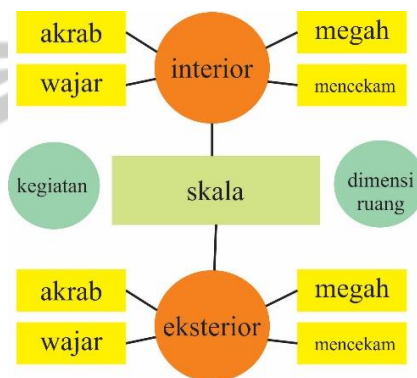 akrab
megah
interior
wajar
mencekam
kegiatan
skala
dimensi
ruang
akrab
megah
eksterior
wajar
mencekam